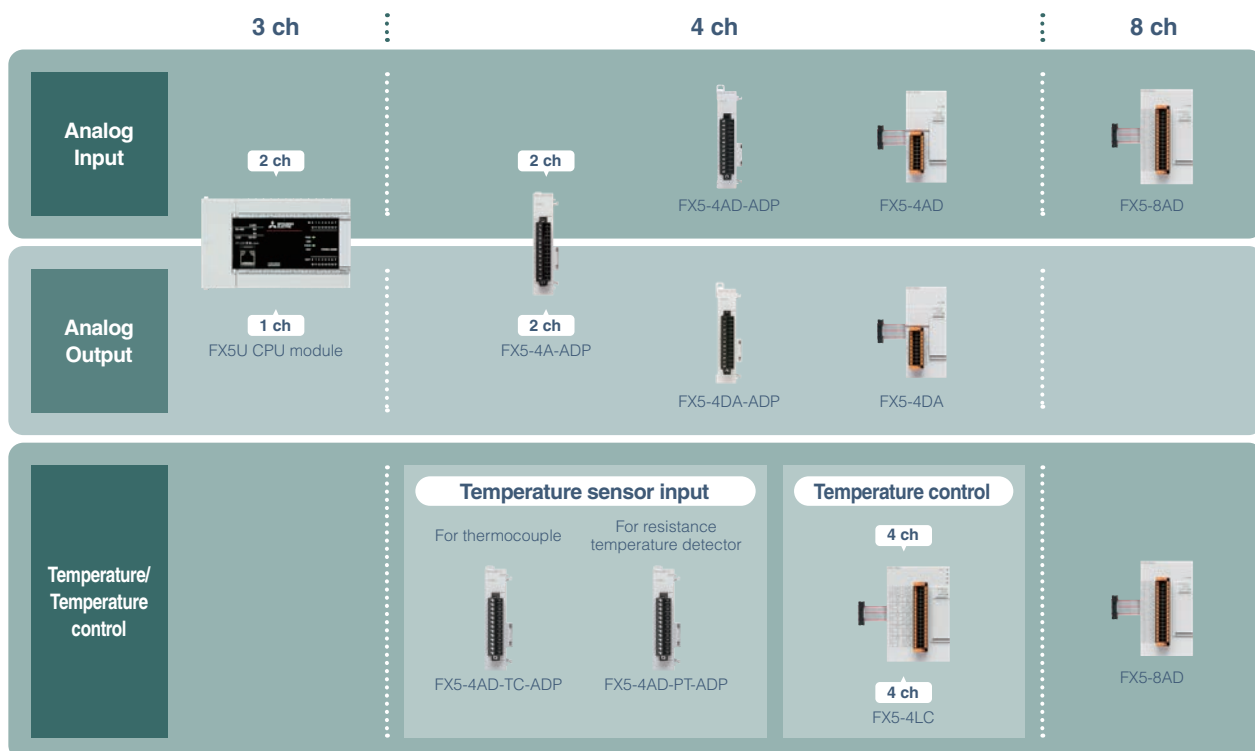 3 ch
4 ch
8 ch
Analog
Input
2 ch
2 ch
FX5-4AD-ADP
FX5-4AD
FX5-8AD
Analog
Output
1 ch
FX5U CPU module
2 ch
FX5-4A-ADP
FX5-4DA-ADP
FX5-4DA
Temperature/
Temperature
control
Temperature sensor input
For thermocouple
For resistance
temperature detector
FX5-4AD-TC-ADP
FX5-4AD-PT-ADP
Temperature control
4 ch
4 ch
FX5-4LC
FX5-8AD